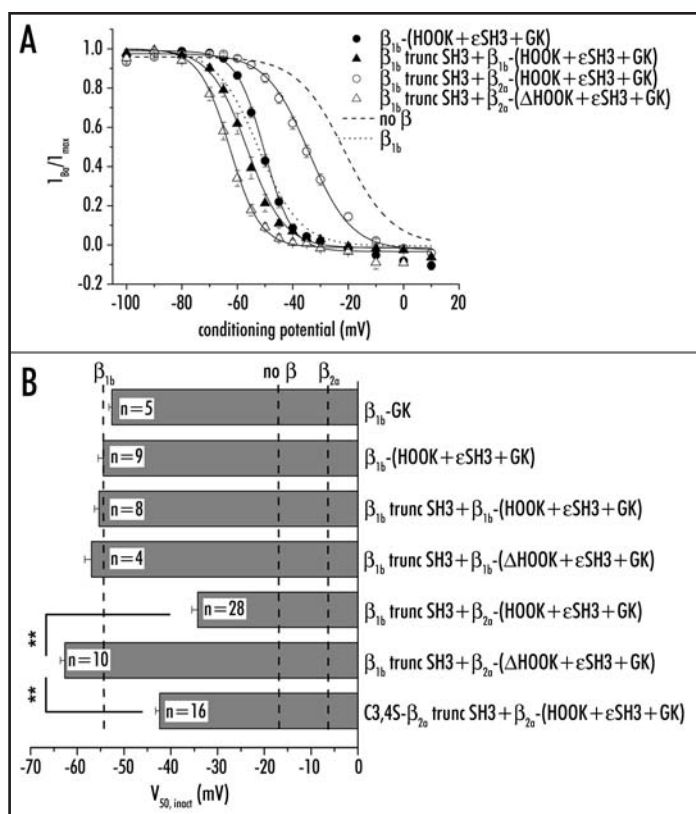 A
β1b-(HOOK+εSH3+GK)
β1b trunc SH3+β1b-(HOOK+εSH3+GK)
β1b trunc SH3+β2a-(HOOK+εSH3+GK)
β1b trunc SH3+β2a-(ΔHOOK+εSH3+GK)
no β
β1b
IBa/Imax
1.0
0.8
0.6
0.4
0.2
0.0
-0.2
-100 -80 -60 -40 -20 0 20
conditioning potential (mV)
B
β1b no β β2a
n=5 β1b-GK
n=9 β1b-(HOOK+εSH3+GK)
n=8 β1b trunc SH3+β1b-(HOOK+εSH3+GK)
n=4 β1b trunc SH3+β1b-(ΔHOOK+εSH3+GK)
n=28 β1b trunc SH3+β2a-(HOOK+εSH3+GK)
**
n=10 β1b trunc SH3+β2a-(ΔHOOK+εSH3+GK)
**
n=16 C3,4S-β2a trunc SH3+β2a-(HOOK+εSH3+GK)
-70 -60 -50 -40 -30 -20 -10 0
V50, inact (mV)